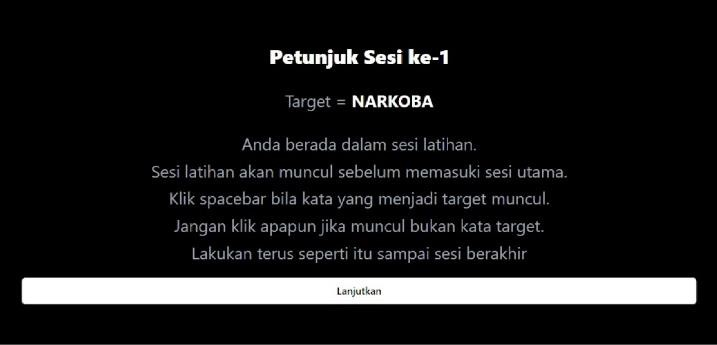 Petunjuk Sesi ke-1
Target = NARKOBA
Anda berada dalam sesi latihan.
Sesi latihan akan muncul sebelum memasuki sesi utama.
Klik spacebar bila kata yang menjadi target muncul.
Jangan klik apapun jika muncul bukan kata target.
Lakukan terus seperti itu sampai sesi berakhir
Lanjutkan